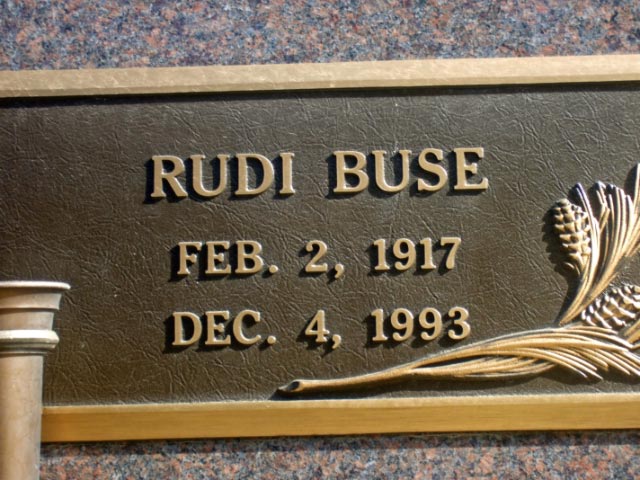 RUDI BUSE
FEB. 2, 1917
DEC. 4, 1993